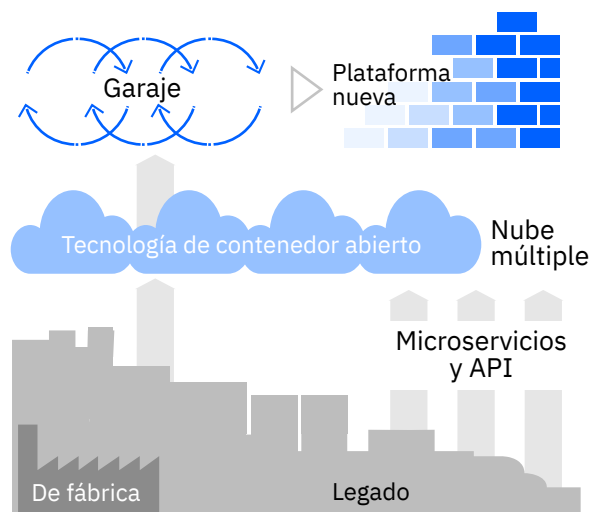 Garaje
Plataforma
nueva
Tecnología de contenedor abierto
Nube
múltiple
Microservicios
y API
De fábrica
Legado